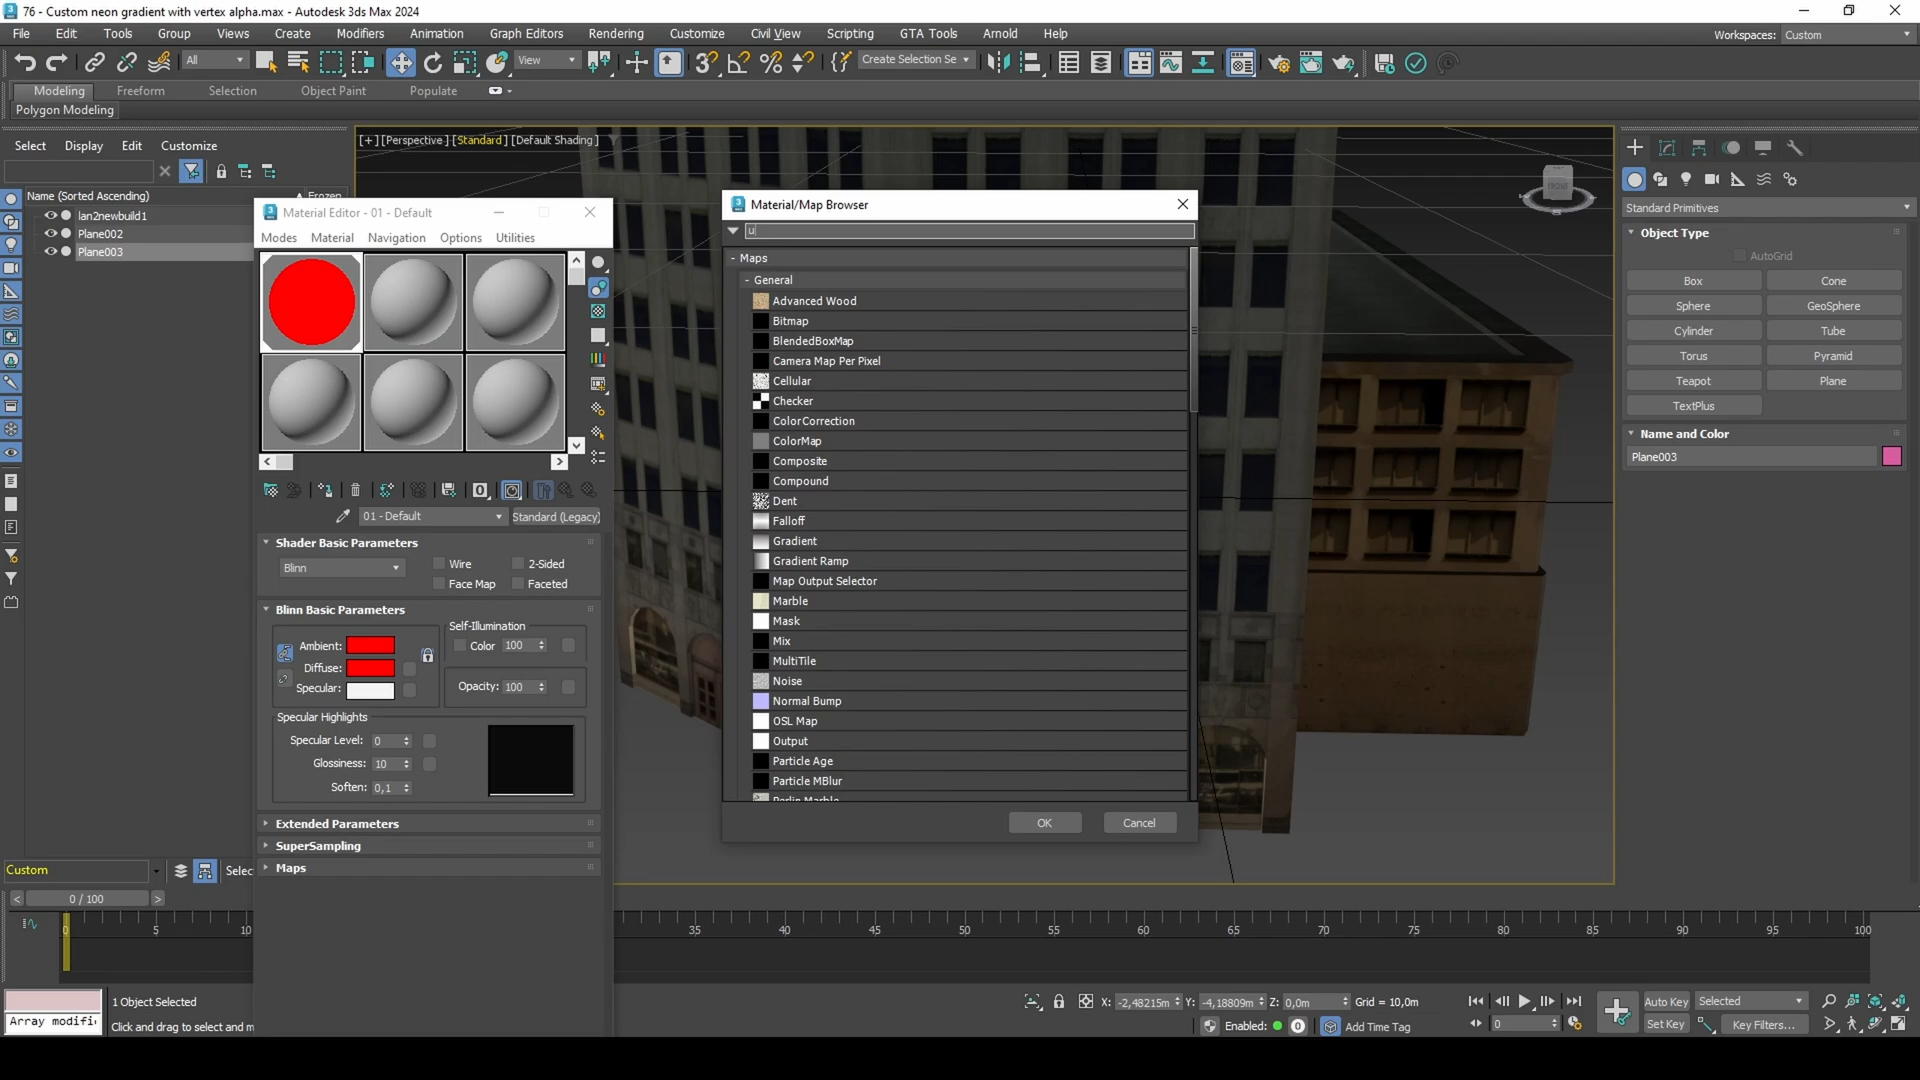 76 - Custom neon gradient with vertex alpha.max - Autodesk 3ds Max 2024
File Edit Tools Group Views Create Modifiers Animation Graph Editors Rendering Customize Civil View Scripting GTA Tools Arnold Help
Workspaces: Custom
All View Create Selection Se
Modeling Freeform Selection Object Paint Populate
Polygon Modeling
Select Display Edit Customize
Name (Sorted Ascending) Frozen
lan2newbuild1
Plane002
Plane003
[+] [Perspective] [Standard] [Default Shading]
Material Editor - 01 - Default
Modes Material Navigation Options Utilities
01 - Default Standard (Legacy)
Shader Basic Parameters
Blinn Wire 2-Sided
Face Map Faceted
Blinn Basic Parameters
Self-Illumination
Ambient: Color 100
Diffuse:
Specular: Opacity: 100
Specular Highlights
Specular Level: 0
Glossiness: 10
Soften: 0,1
Extended Parameters
SuperSampling
Maps
Material/Map Browser
u
- Maps
- General
Advanced Wood
Bitmap
BlendedBoxMap
Camera Map Per Pixel
Cellular
Checker
ColorCorrection
ColorMap
Composite
Compound
Dent
Falloff
Gradient
Gradient Ramp
Map Output Selector
Marble
Mask
Mix
MultiTile
Noise
Normal Bump
OSL Map
Output
Particle Age
Particle MBlur
Perlin Marble
OK Cancel
FRONT
Standard Primitives
Object Type
AutoGrid
Box Cone
Sphere GeoSphere
Cylinder Tube
Torus Pyramid
Teapot Plane
TextPlus
Name and Color
Plane003
Custom Selec
< 0 / 100 >
0 5 10 35 40 45 50 55 60 65 70 75 80 85 90 95 100
1 Object Selected X: -2,48215m Y: -4,18809m Z: 0,0m Grid = 10,0m Auto Key Selected
Array modifi Click and drag to select and m Enabled: 0 Add Time Tag 0 Set Key Key Filters...